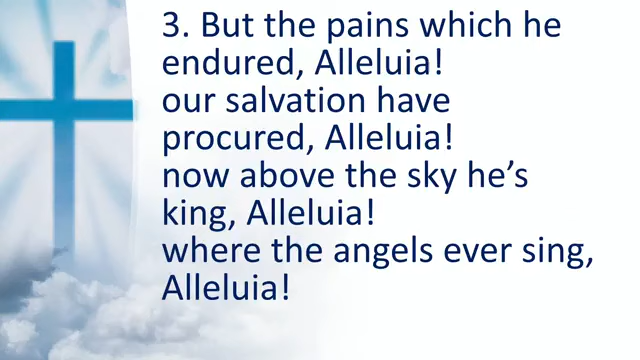 3. But the pains which he
endured, Alleluia!
our salvation have
procured, Alleluia!
now above the sky he’s
king, Alleluia!
where the angels ever sing,
Alleluia!